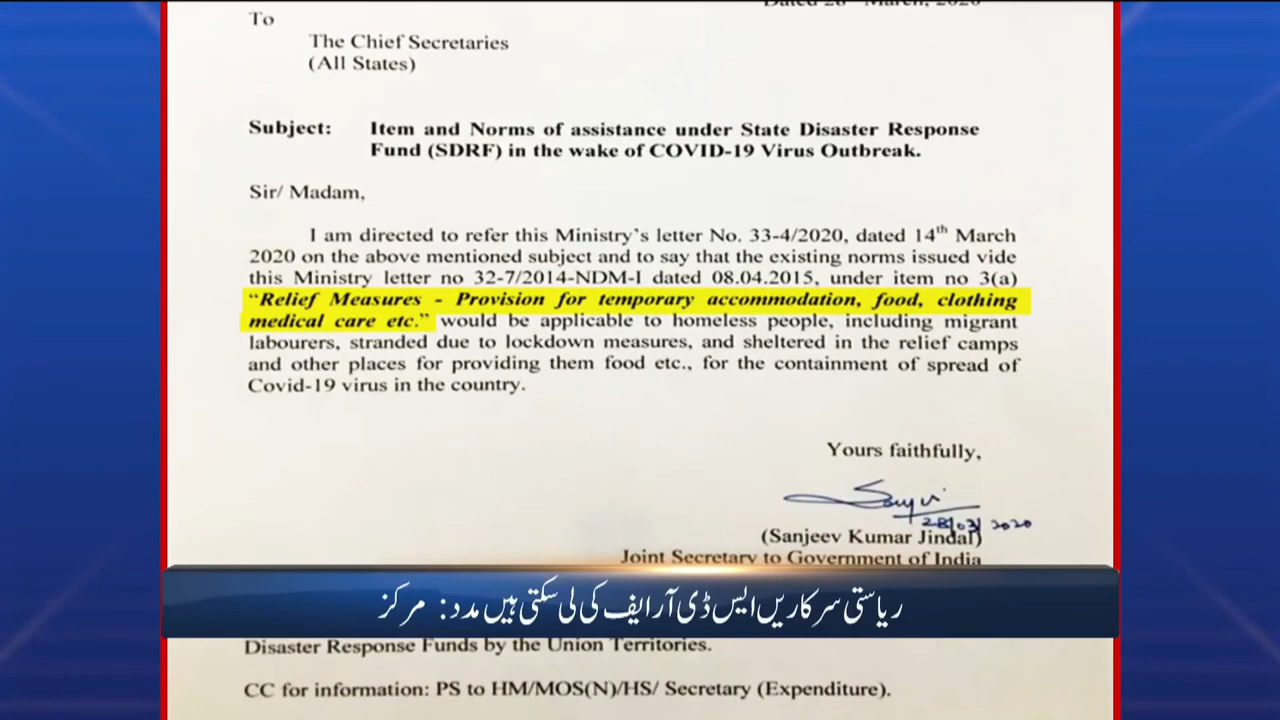 Dated 28th March, 2020
To
The Chief Secretaries
(All States)
Subject: Item and Norms of assistance under State Disaster Response
Fund (SDRF) in the wake of COVID-19 Virus Outbreak.
Sir/ Madam,
I am directed to refer this Ministry's letter No. 33-4/2020, dated 14th March
2020 on the above mentioned subject and to say that the existing norms issued vide
this Ministry letter no 32-7/2014-NDM-I dated 08.04.2015, under item no 3(a)
"Relief Measures - Provision for temporary accommodation, food, clothing
medical care etc." would be applicable to homeless people, including migrant
labourers, stranded due to lockdown measures, and sheltered in the relief camps
and other places for providing them food etc., for the containment of spread of
Covid-19 virus in the country.
Yours faithfully,
28/03/2020
(Sanjeev Kumar Jindal)
Joint Secretary to Government of India
ریاستی سرکاریں ایس ڈی آر ایف کی لی سکتی ہیں مدد: مرکز
Disaster Response Funds by the Union Territories.
CC for information: PS to HM/MOS(N)/HS/ Secretary (Expenditure).